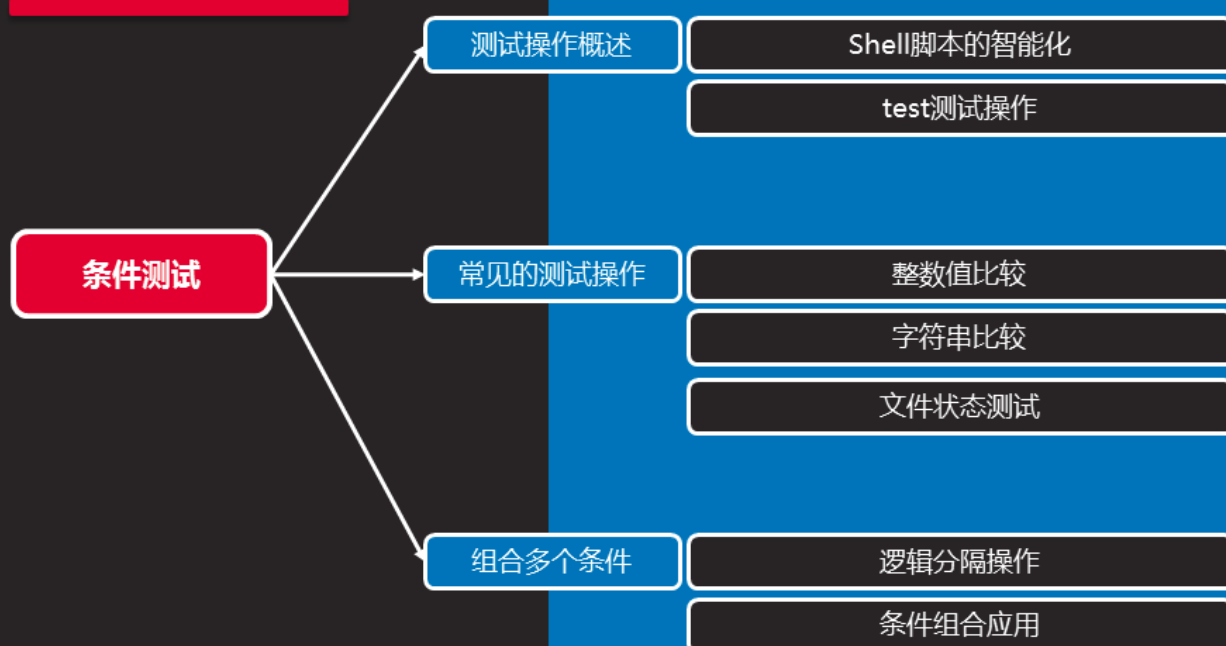 条件测试
测试操作概述
Shell脚本的智能化
test测试操作
常见的测试操作
整数值比较
字符串比较
文件状态测试
组合多个条件
逻辑分隔操作
条件组合应用